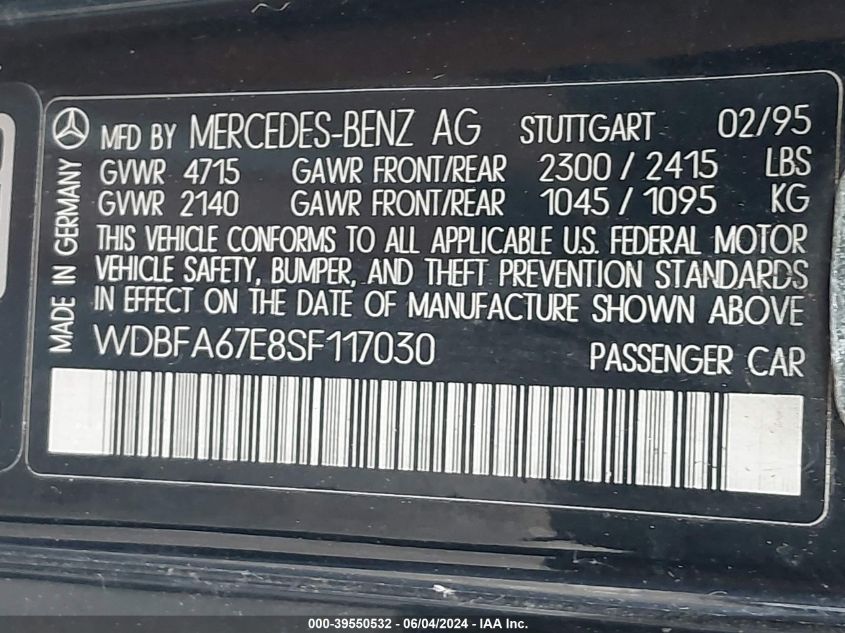 MFD BY MERCEDES-BENZ AG STUTTGART 02/95
GVWR 4715 GAWR FRONT/REAR 2300 / 2415 LBS
GVWR 2140 GAWR FRONT/REAR 1045 / 1095 KG
THIS VEHICLE CONFORMS TO ALL APPLICABLE U.S. FEDERAL MOTOR
VEHICLE SAFETY, BUMPER, AND THEFT PREVENTION STANDARDS
IN EFFECT ON THE DATE OF MANUFACTURE SHOWN ABOVE
WDBFA67E8SF117030 PASSENGER CAR
MADE IN GERMANY
000-39550532 - 06/04/2024 - IAA Inc.